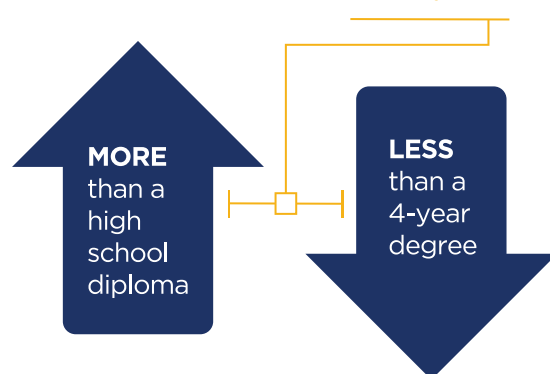 MORE
than a
high
school
diploma
LESS
than a
4-year
degree